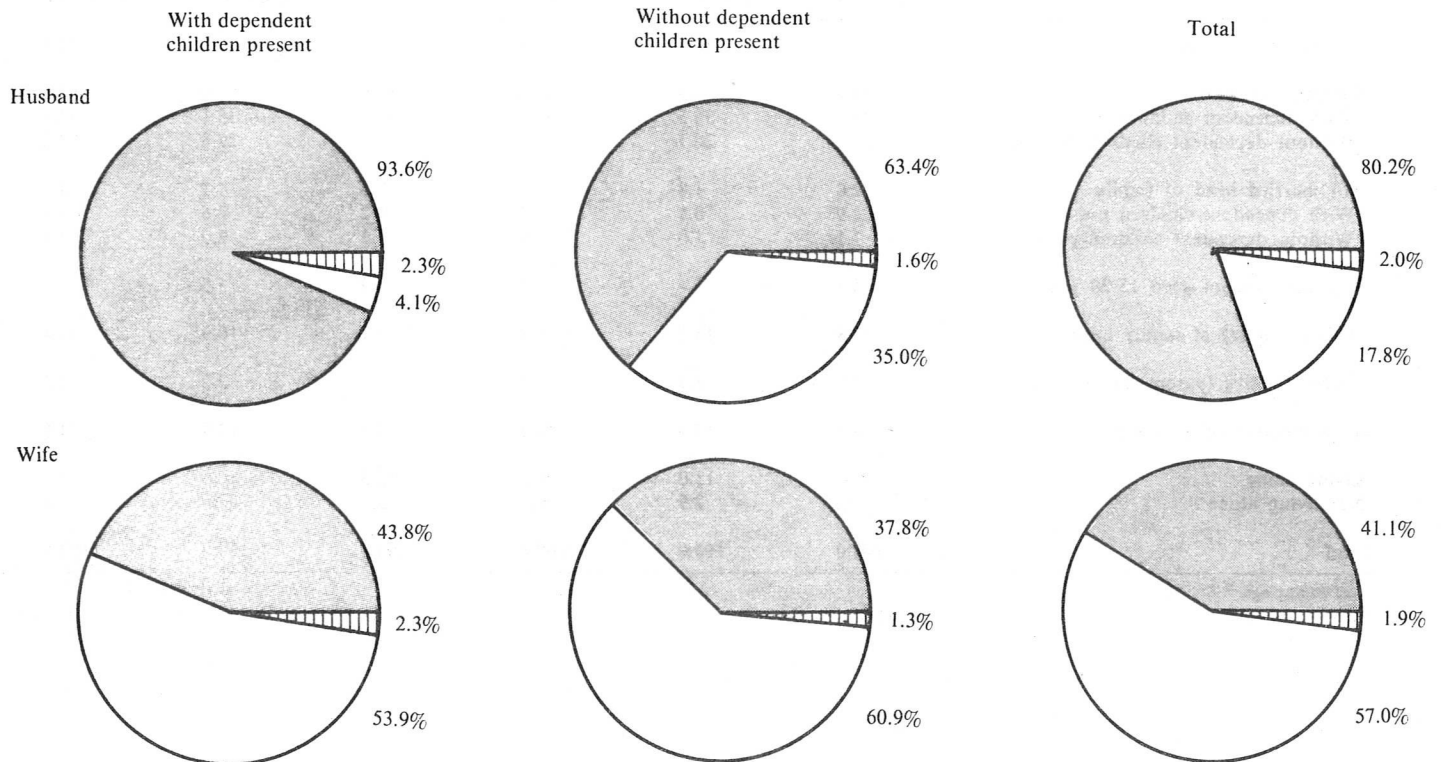 With dependent
children present
Without dependent
children present
Total
Husband
93.6%
2.3%
4.1%
63.4%
1.6%
35.0%
80.2%
2.0%
17.8%
Wife
43.8%
2.3%
53.9%
37.8%
1.3%
60.9%
41.1%
1.9%
57.0%